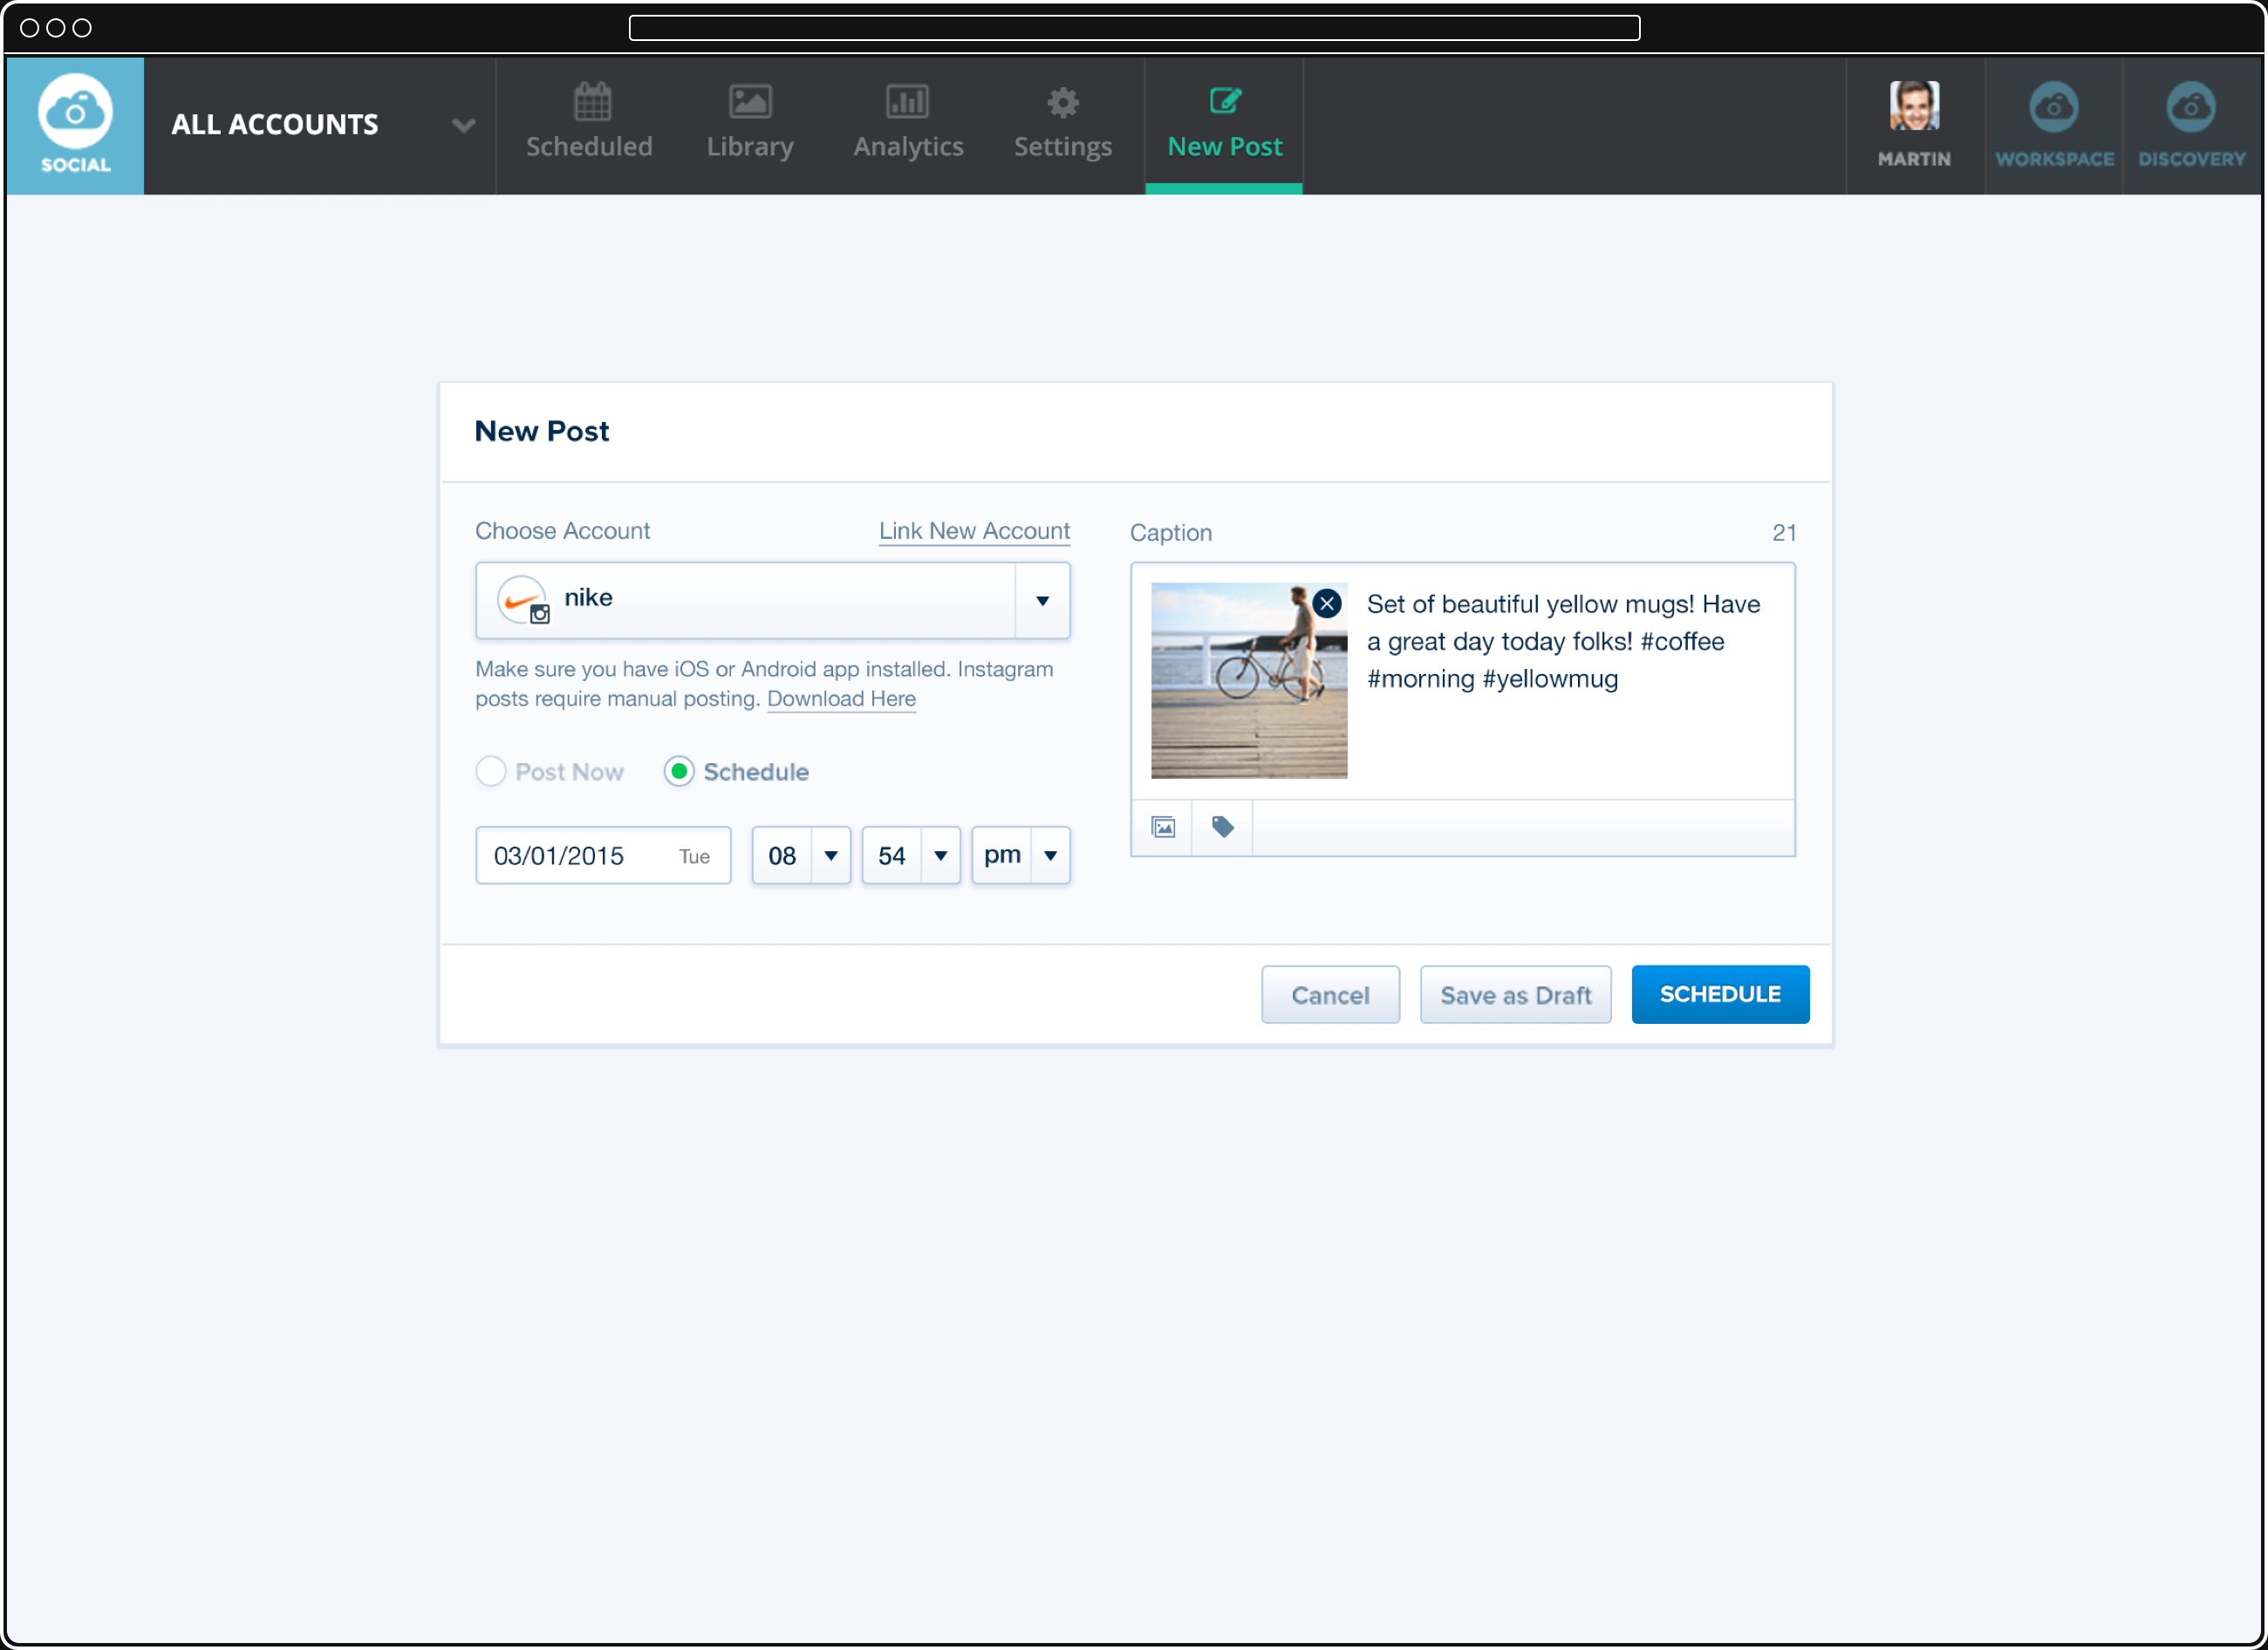 SOCIAL
ALL ACCOUNTS
Scheduled
Library
Analytics
Settings
New Post
MARTIN
WORKSPACE
DISCOVERY
New Post
Choose Account
Link New Account
nike
Make sure you have iOS or Android app installed. Instagram
posts require manual posting. Download Here
Post Now
Schedule
03/01/2015 Tue
08
54
pm
Caption
21
Set of beautiful yellow mugs! Have
a great day today folks! #coffee
#morning #yellowmug
Cancel
Save as Draft
SCHEDULE